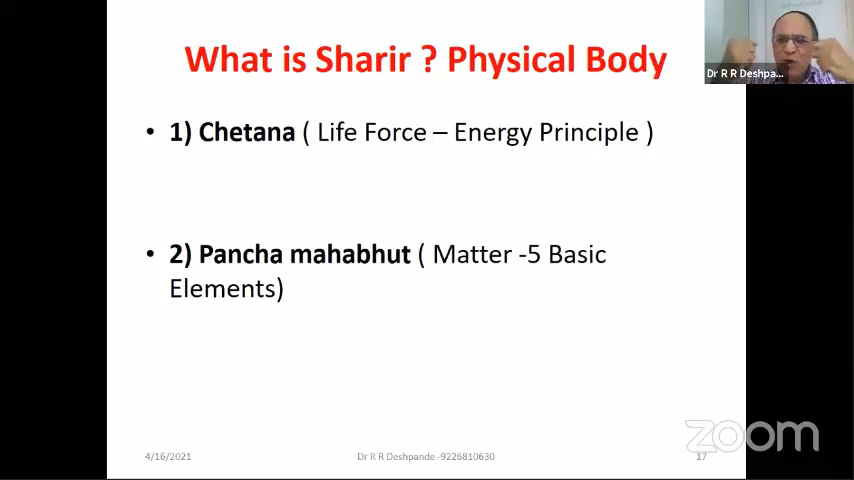 What is Sharir ? Physical Body
Dr R R Deshpa...
• 1) Chetana ( Life Force – Energy Principle )
• 2) Pancha mahabhut ( Matter -5 Basic
Elements)
zoom
4/16/2021
Dr R R Deshpande -9226810630
17